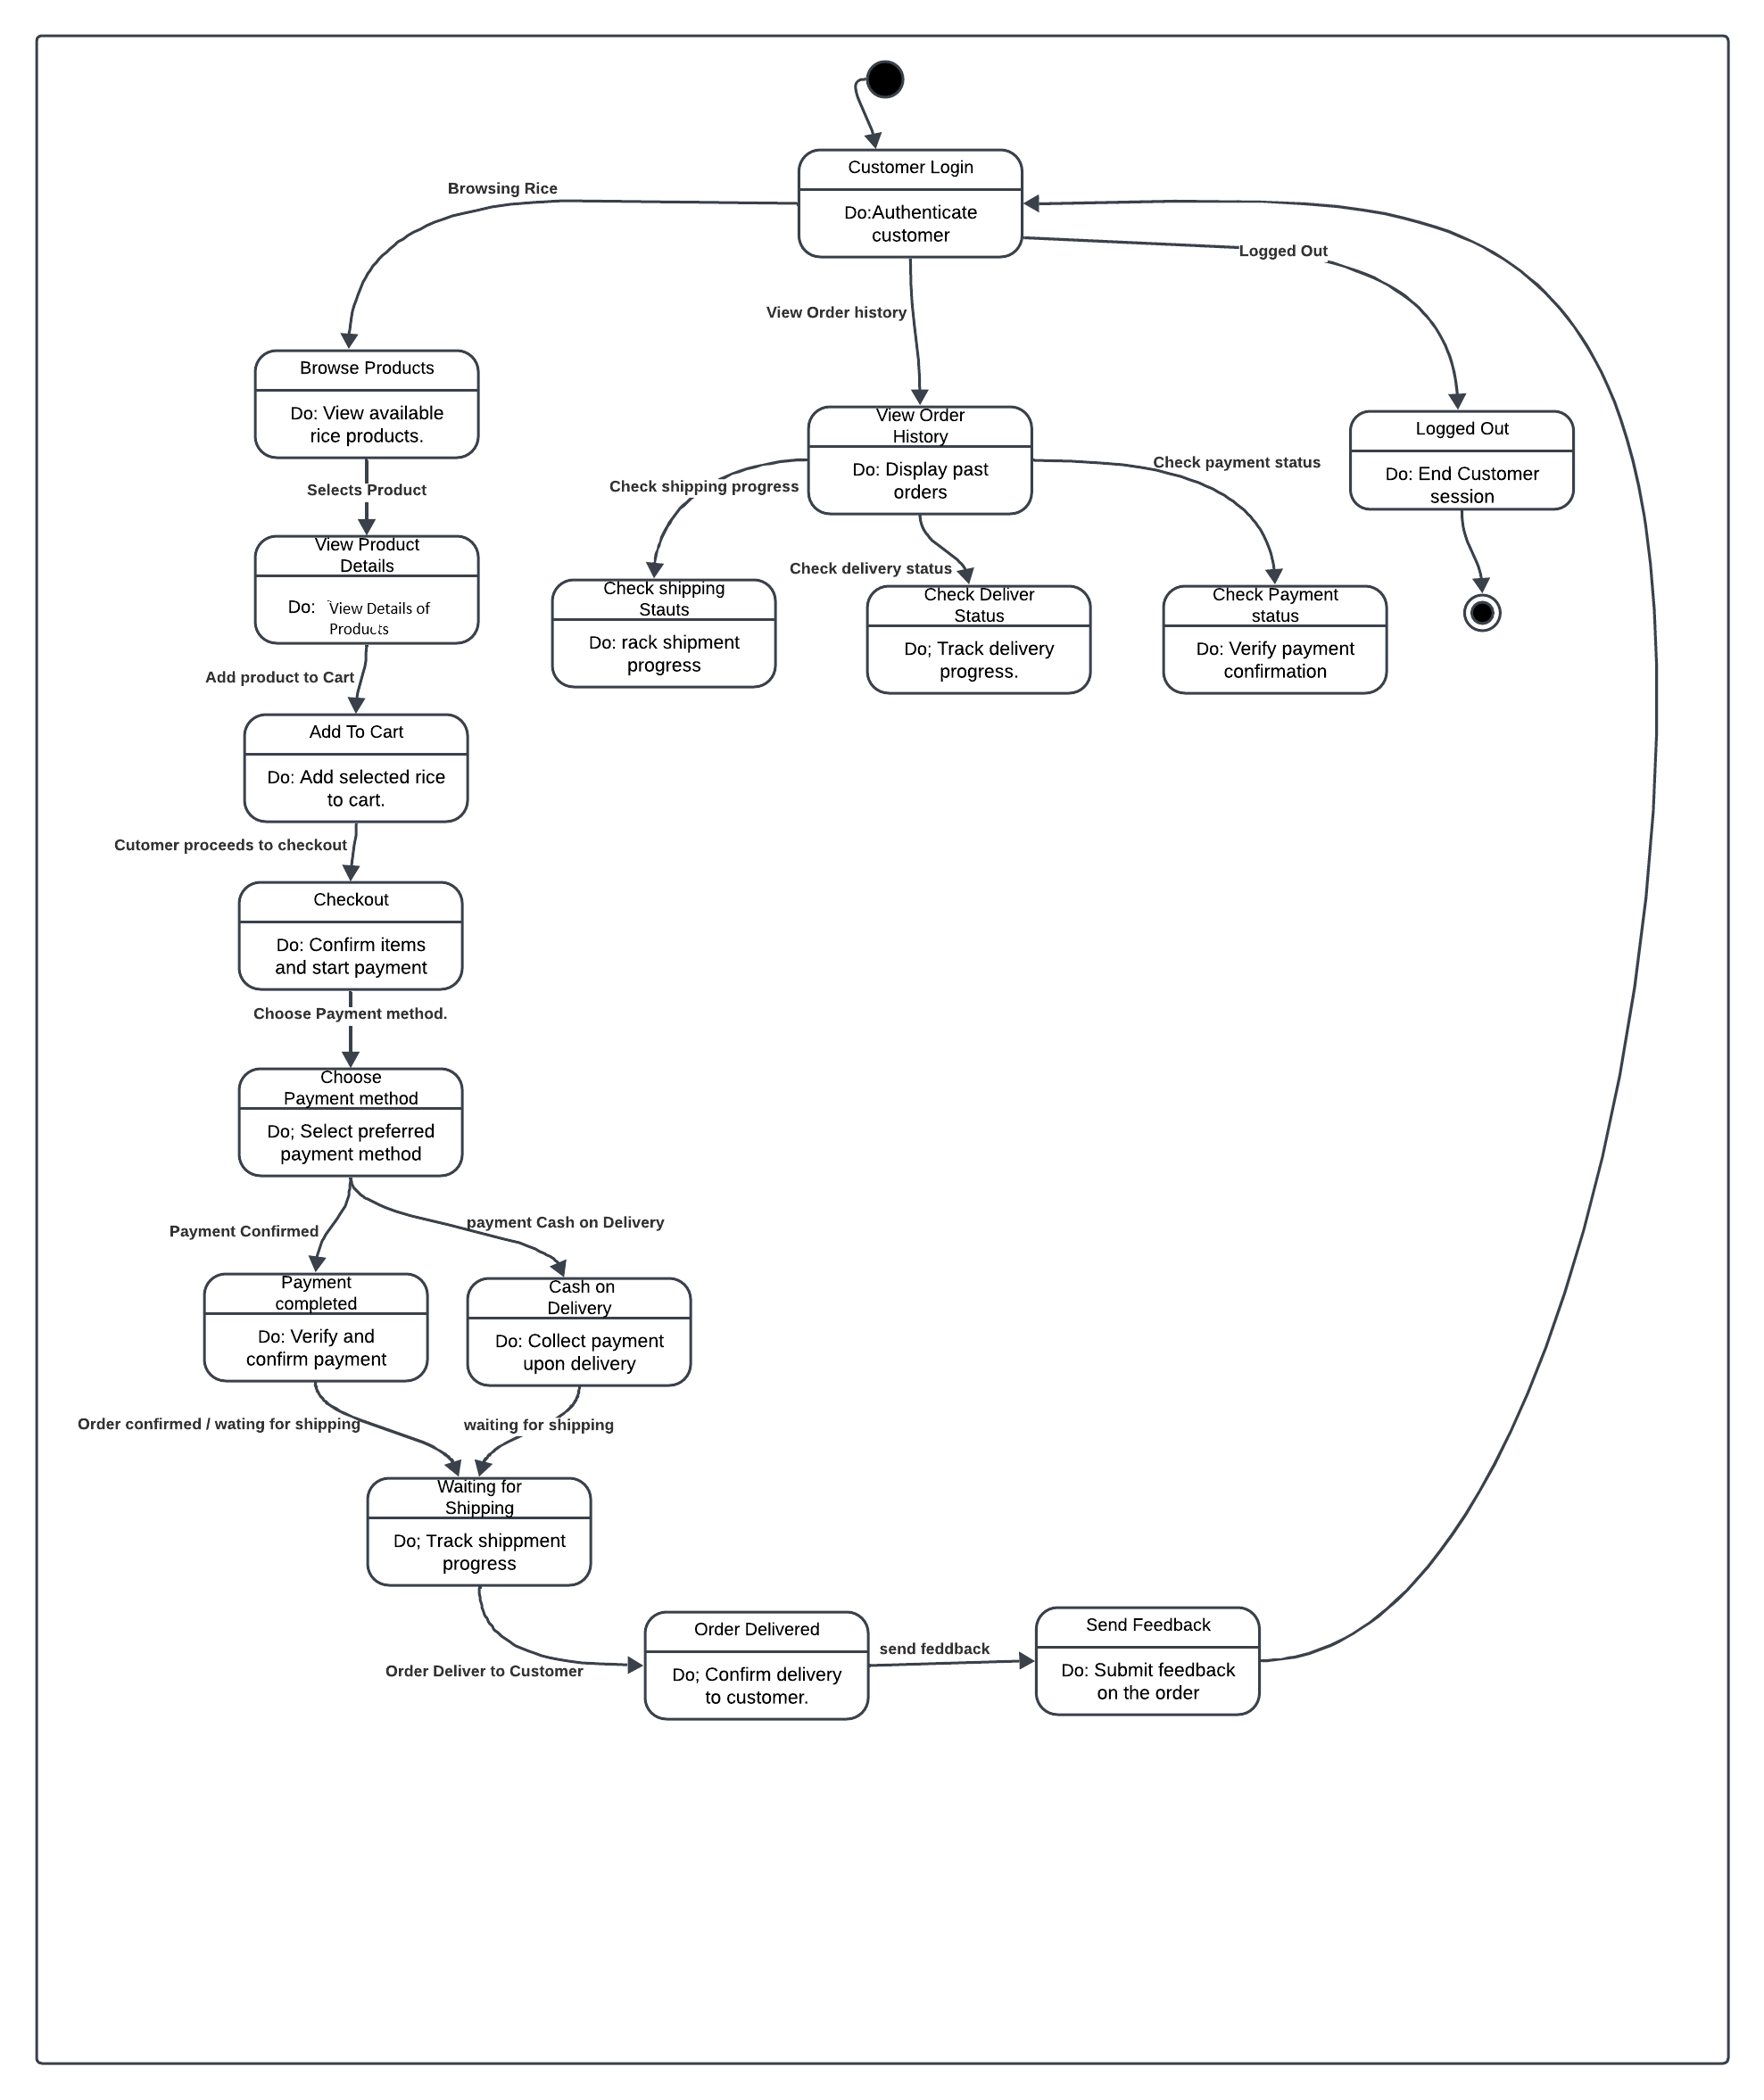 Customer Login
Do:Authenticate
customer
Browsing Rice
Logged Out
View Order history
Browse Products
Do: View available
rice products.
View Order
History
Do: Display past
orders
Logged Out
Do: End Customer
session
Check payment status
Check shipping progress
Selects Product
View Product
Details
Do: View Details of
Products
Check delivery status
Check shipping
Stauts
Do: rack shipment
progress
Check Deliver
Status
Do; Track delivery
progress.
Check Payment
status
Do: Verify payment
confirmation
Add product to Cart
Add To Cart
Do: Add selected rice
to cart.
Cutomer proceeds to checkout
Checkout
Do: Confirm items
and start payment
Choose Payment method.
Choose
Payment method
Do; Select preferred
payment method
Payment Confirmed
payment Cash on Delivery
Payment
completed
Do: Verify and
confirm payment
Cash on
Delivery
Do: Collect payment
upon delivery
Order confirmed / wating for shipping
waiting for shipping
Waiting for
Shipping
Do; Track shippment
progress
Order Deliver to Customer
Order Delivered
Do; Confirm delivery
to customer.
send feddback
Send Feedback
Do: Submit feedback
on the order